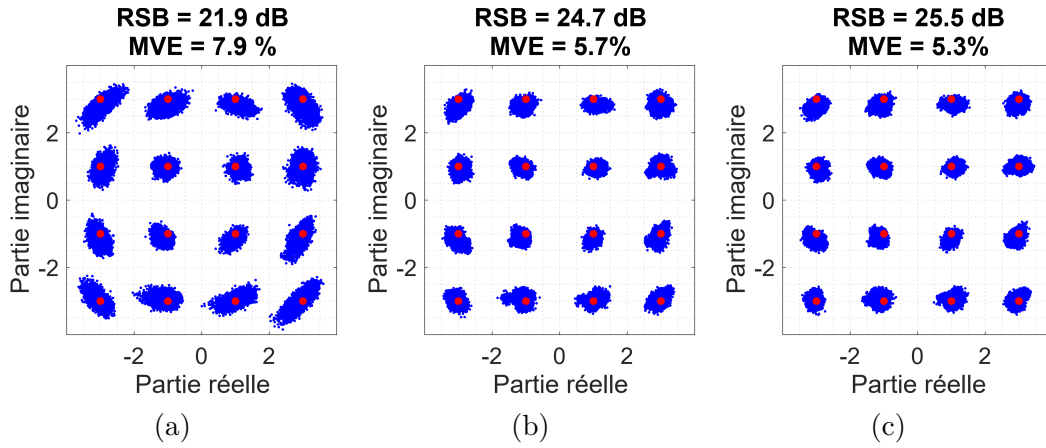 RSB = 21.9 dB
MVE = 7.9 %
Partie imaginaire
2
0
-2
-2
0
2
Partie réelle
(a)
RSB = 24.7 dB
MVE = 5.7%
Partie imaginaire
2
0
-2
-2
0
2
Partie réelle
(b)
RSB = 25.5 dB
MVE = 5.3%
Partie imaginaire
2
0
-2
-2
0
2
Partie réelle
(c)